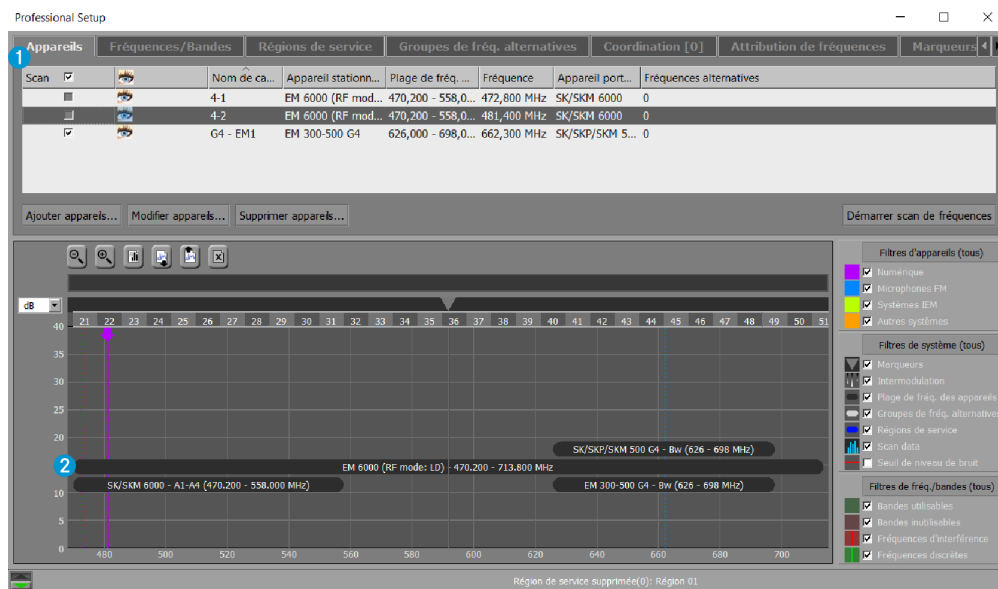 Professional Setup
1
Appareils Fréquences/Bandes Régions de service Groupes de fréq. alternatives Coordination [0] Attribution de fréquences Marqueurs
Scan Nom de ca... Appareil stationn... Plage de fréq. ... Fréquence Appareil port... Fréquences alternatives
4-1 EM 6000 (RF mod... 470,200 - 558,0... 472,800 MHz SK/SKM 6000 0
4-2 EM 6000 (RF mod... 470,200 - 558,0... 481,400 MHz SK/SKM 6000 0
G4 - EM1 EM 300-500 G4 626,000 - 698,0... 662,300 MHz SK/SKP/SKM 5... 0
Ajouter appareils... Modifier appareils... Supprimer appareils... Démarrer scan de fréquences
dB
21 22 23 24 25 26 27 28 29 30 31 32 33 34 35 36 37 38 39 40 41 42 43 44 45 46 47 48 49 50 51
40
35
30
25
20
SK/SKP/SKM 500 G4 - Bw (626 - 698 MHz)
2
EM 6000 (RF mode: LD) - 470.200 - 713.800 MHz
SK/SKM 6000 - A1-A4 (470.200 - 558.000 MHz) EM 300-500 G4 - Bw (626 - 698 MHz)
10
5
0
480 500 520 540 560 580 600 620 640 660 680 700
Filtres d'appareils (tous)
Numérique
Microphones FM
Systèmes IEM
Autres systèmes
Filtres de système (tous)
Marqueurs
Intermodulation
Plage de fréq. des appareils
Groupes de fréq. alternatives
Régions de service
Scan data
Seuil de niveau de bruit
Filtres de fréq./bandes (tous)
Bandes utilisables
Bandes inutilisables
Fréquences d'interférence
Fréquences discrètes
Région de service supprimée(0): Région 01